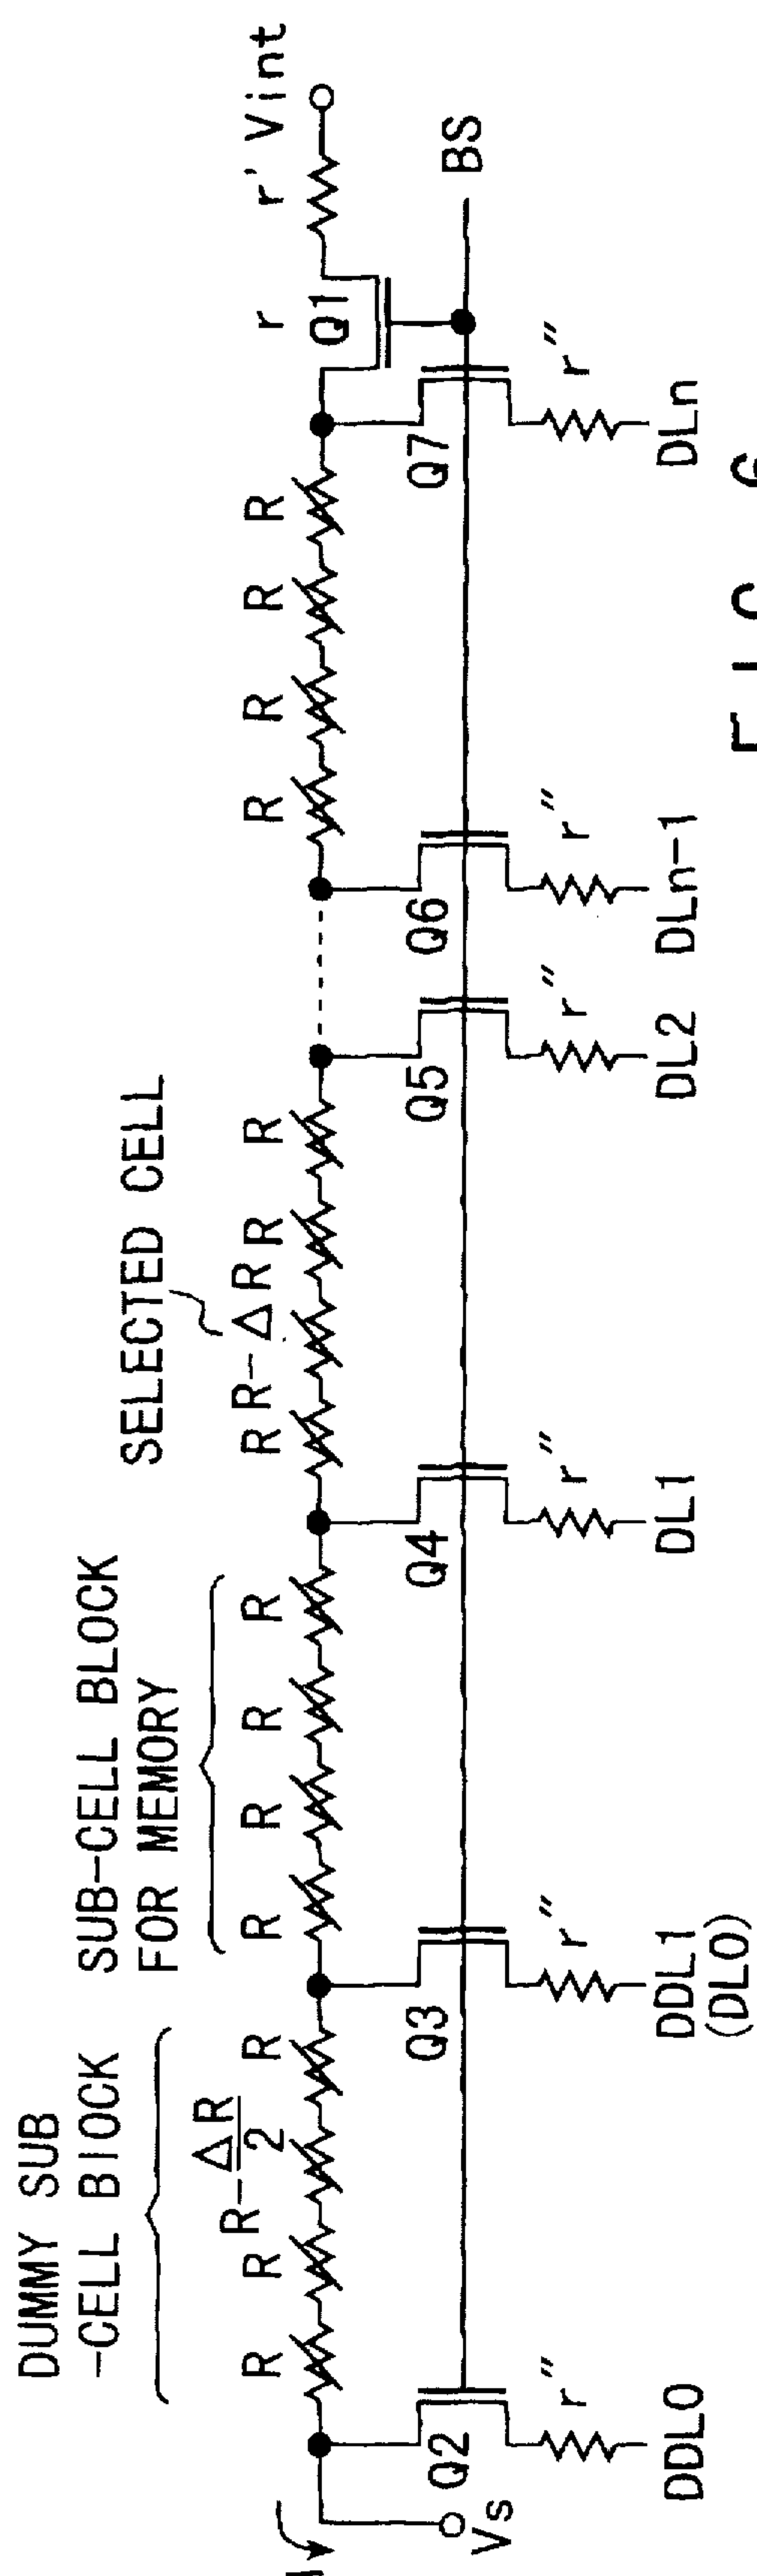 DUMMY SUB
-CELL BIOCK
SUB-CELL BLOCK
FOR MEMORY
SELECTED CELL
R R R-ΔR/2 R
R R R R
R R-ΔR R R
R R R R
r r' Vint
Q1
BS
Vs
Q2 Q3 Q4 Q5 Q6 Q7
r" r" r" r" r" r"
DDL0
DDL1
(DL0)
DL1
DL2
DLn-1
DLn